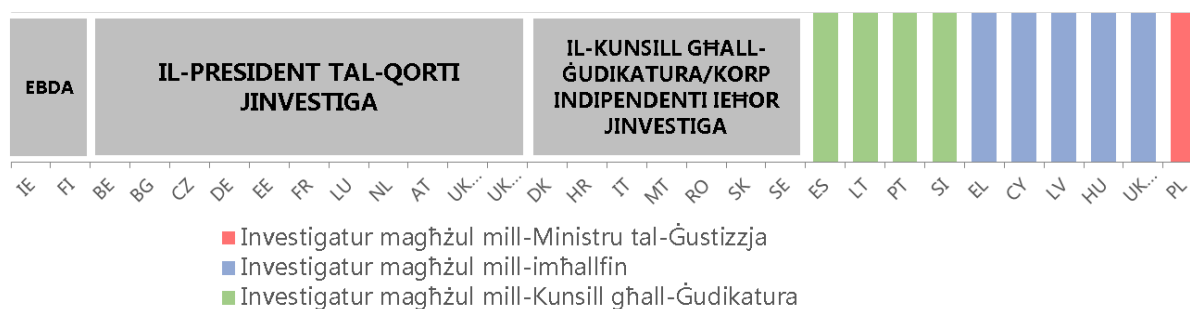 EBDA
IL-PRESIDENT TAL-QORTI
JINVESTIGA
IL-KUNSILL GĦALL-
ĠUDIKATURA/KORP
INDIPENDENTI IEĦOR
JINVESTIGA
IE FI BE BG CZ DE EE FR LU NL AT UK... UK... DK HR IT MT RO SK SE ES LT PT SI EL CY LV HU UK... PL
Investigatur magħżul mill-Ministru tal-Ġustizzja
Investigatur magħżul mill-imħallfin
Investigatur magħżul mill-Kunsill għall-Ġudikatura